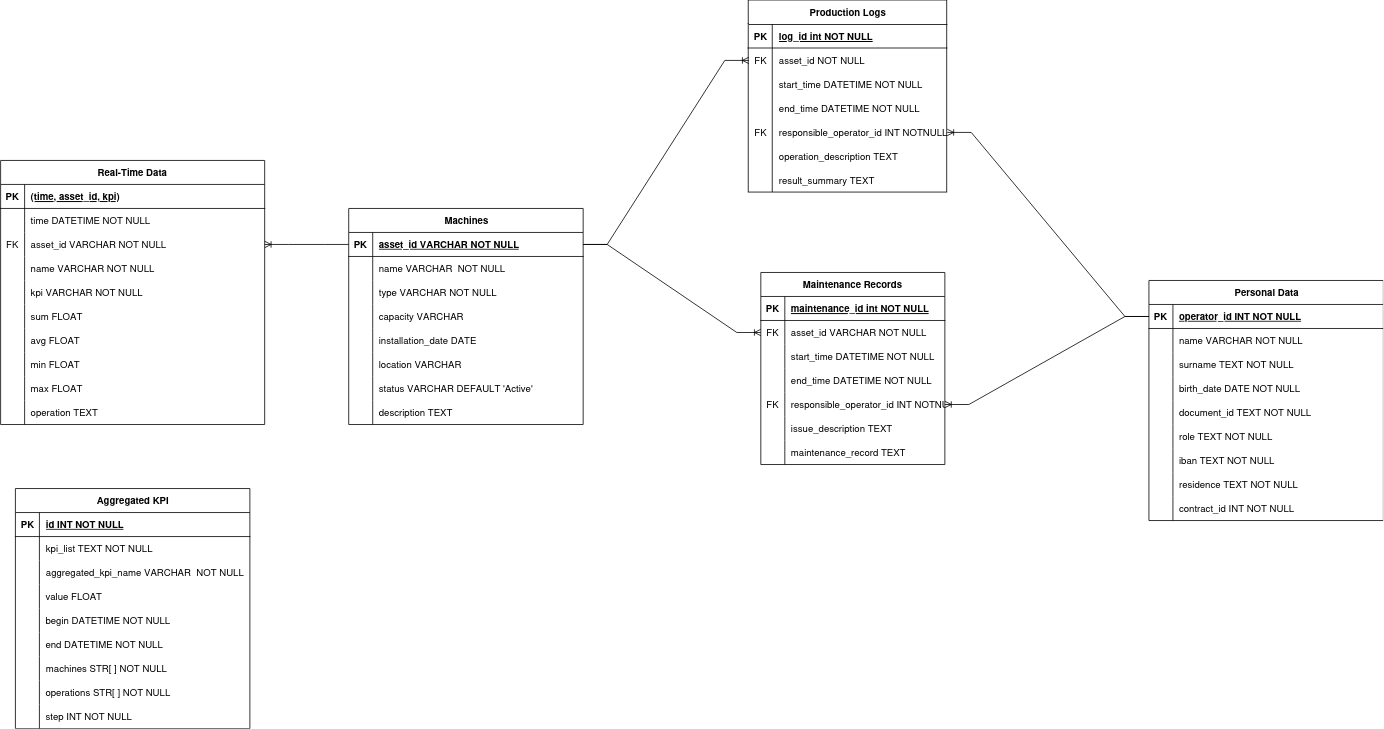 Production Logs
PK log_id int NOT NULL
FK asset_id NOT NULL
start_time DATETIME NOT NULL
end_time DATETIME NOT NULL
FK responsible_operator_id INT NOTNULL
operation_description TEXT
result_summary TEXT
Real-Time Data
PK (time, asset_id, kpi)
time DATETIME NOT NULL
FK asset_id VARCHAR NOT NULL
name VARCHAR NOT NULL
kpi VARCHAR NOT NULL
sum FLOAT
avg FLOAT
min FLOAT
max FLOAT
operation TEXT
Machines
PK asset_id VARCHAR NOT NULL
name VARCHAR  NOT NULL
type VARCHAR NOT NULL
capacity VARCHAR
installation_date DATE
location VARCHAR
status VARCHAR DEFAULT 'Active'
description TEXT
Maintenance Records
PK maintenance_id int NOT NULL
FK asset_id VARCHAR NOT NULL
start_time DATETIME NOT NULL
end_time DATETIME NOT NULL
FK responsible_operator_id INT
issue_description TEXT
maintenance_record TEXT
Personal Data
PK operator_id INT NOT NULL
name VARCHAR NOT NULL
surname TEXT NOT NULL
birth_date DATE NOT NULL
document_id TEXT NOT NULL
role TEXT NOT NULL
iban TEXT NOT NULL
residence TEXT NOT NULL
contract_id INT NOT NULL
Aggregated KPI
PK id INT NOT NULL
kpi_list TEXT NOT NULL
aggregated_kpi_name VARCHAR  NOT NULL
value FLOAT
begin DATETIME NOT NULL
end DATETIME NOT NULL
machines STR[ ] NOT NULL
operations STR[ ] NOT NULL
step INT NOT NULL